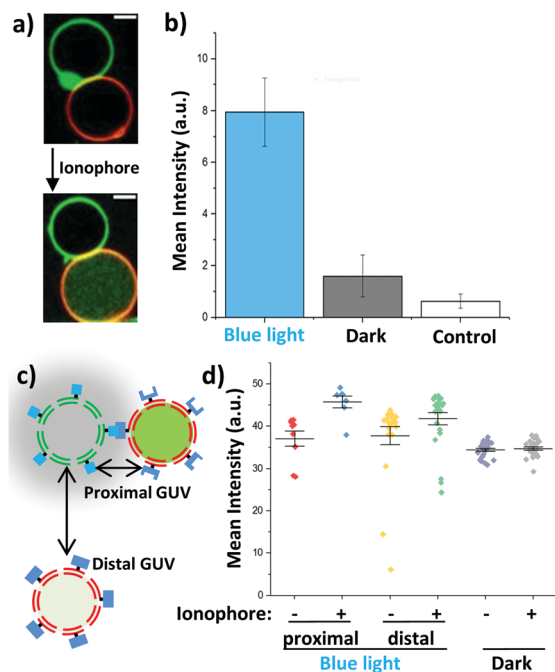 a)
Ionophore
b)
Mean Intensity (a.u.)
10
8
6
4
2
0
Blue light
Dark
Control
c)
Proximal GUV
Distal GUV
d)
Mean Intensity (a.u.)
50
40
30
20
10
0
Ionophore: - + - + - +
proximal distal
Blue light Dark